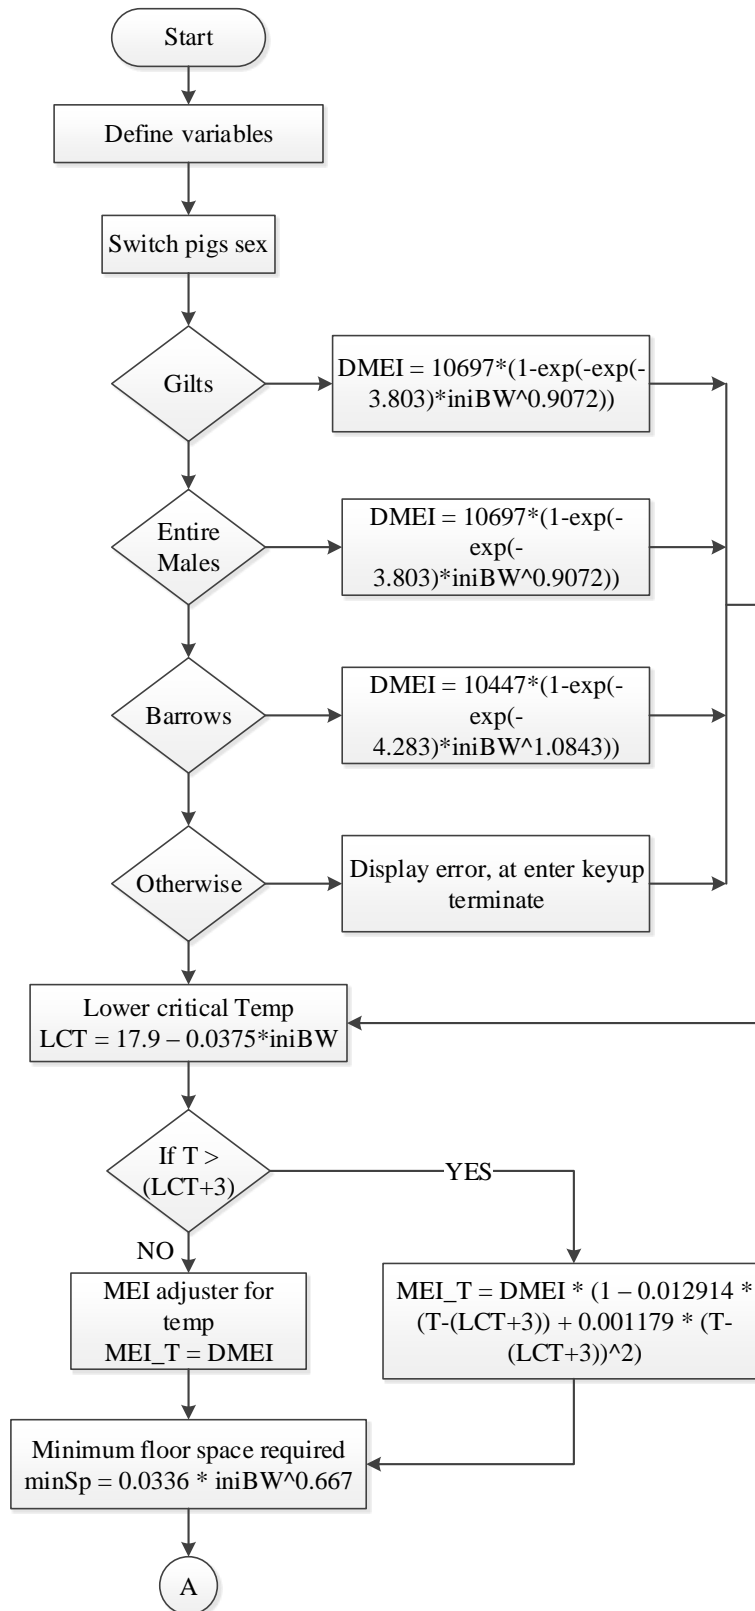 Start
Define variables
Switch pigs sex
Gilts
DMEI = 10697*(1-exp(-exp(-
3.803)*iniBW^0.9072))
Entire
Males
DMEI = 10697*(1-exp(-
exp(-
3.803)*iniBW^0.9072))
Barrows
DMEI = 10447*(1-exp(-
exp(-
4.283)*iniBW^1.0843))
Otherwise
Display error, at enter keyup
terminate
Lower critical Temp
LCT = 17.9 – 0.0375*iniBW
If T >
(LCT+3)
YES
NO
MEI adjuster for
temp
MEI_T = DMEI
MEI_T = DMEI * (1 – 0.012914 *
(T-(LCT+3)) + 0.001179 * (T-
(LCT+3))^2)
Minimum floor space required
minSp = 0.0336 * iniBW^0.667
A